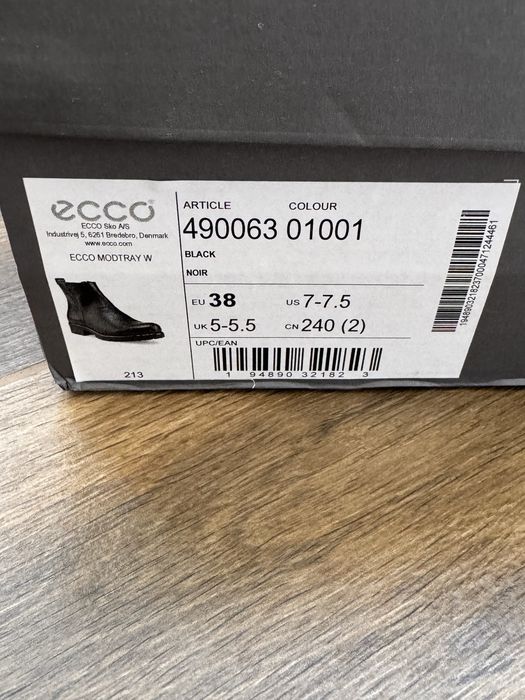 ecco
ECCO Sko A/S
Industrivej 5, 6261 Bredebro, Denmark
www.ecco.com
ECCO MODTRAY W
213
ARTICLE COLOUR
490063 01001
BLACK
NOIR
EU 38 US 7-7.5
UK 5-5.5 CN 240 (2)
UPC/EAN
1 94890 32182 3
194890321823700047124461